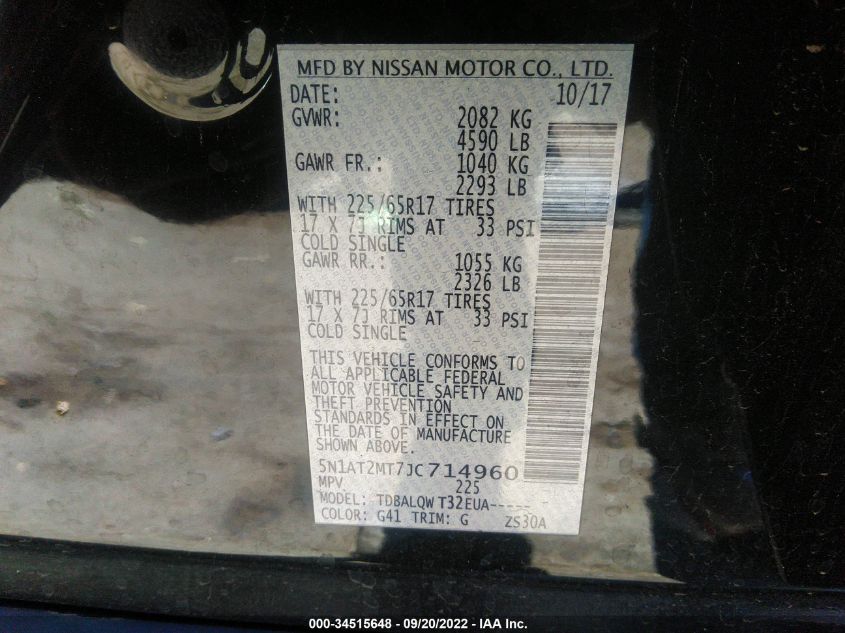 MFD BY NISSAN MOTOR CO., LTD.
DATE: 10/17
GVWR: 2082 KG
4590 LB
GAWR FR.: 1040 KG
2293 LB
WITH 225/65R17 TIRES
17 X 7J RIMS AT 33 PSI
COLD SINGLE
GAWR RR.: 1055 KG
2326 LB
WITH 225/65R17 TIRES
17 X 7J RIMS AT 33 PSI
COLD SINGLE
THIS VEHICLE CONFORMS TO
ALL APPLICABLE FEDERAL
MOTOR VEHICLE SAFETY AND
THEFT PREVENTION
STANDARDS IN EFFECT ON
THE DATE OF MANUFACTURE
SHOWN ABOVE.
5N1AT2MT7JC714960
MPV 225
MODEL: TDBALQW T32EUA-----
COLOR: G41 TRIM: G ZS30A
000-34515648 - 09/20/2022 - IAA Inc.